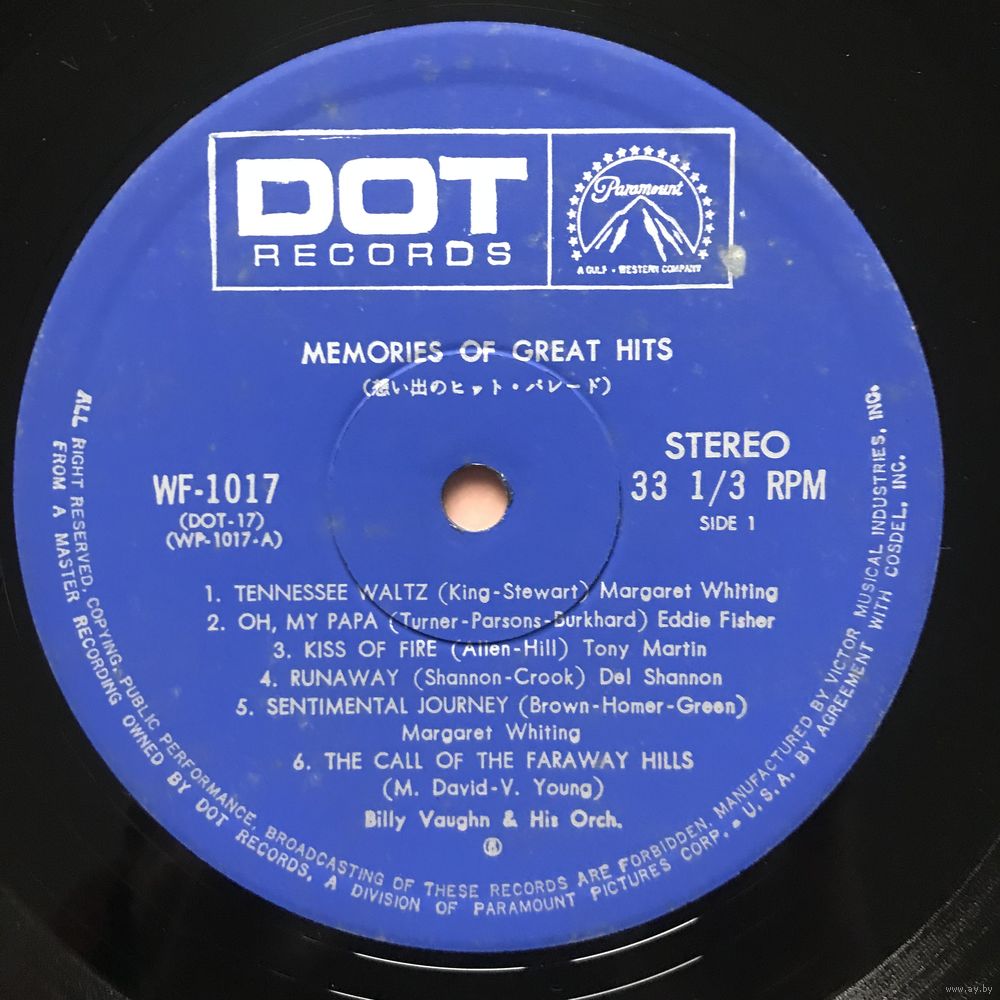 DOT
RECORDS
Paramount
A GULF + WESTERN COMPANY
MEMORIES OF GREAT HITS
(想い出のヒット・パレード)
STEREO
33 1/3 RPM
SIDE 1
WF-1017
(DOT-17)
(WP-1017-A)
1. TENNESSEE WALTZ (King-Stewart) Margaret Whiting
2. OH, MY PAPA (Turner-Parsons-Burkhard) Eddie Fisher
3. KISS OF FIRE (Allen-Hill) Tony Martin
4. RUNAWAY (Shannon-Crook) Del Shannon
5. SENTIMENTAL JOURNEY (Brown-Homer-Green)
Margaret Whiting
6. THE CALL OF THE FARAWAY HILLS
(M. David-V. Young)
Billy Vaughn & His Orch.
ALL RIGHT RESERVED, COPYING, PUBLIC PERFORMANCE, BROADCASTING OF THESE RECORDS ARE FORBIDDEN, MANUFACTURED BY VICTOR MUSICAL INDUSTRIES, INC.
FROM A MASTER RECORDING OWNED BY DOT RECORDS, A DIVISION OF PARAMOUNT PICTURES CORP. - U.S.A. BY AGREEMENT WITH COSDEL, INC.
www.ay.by